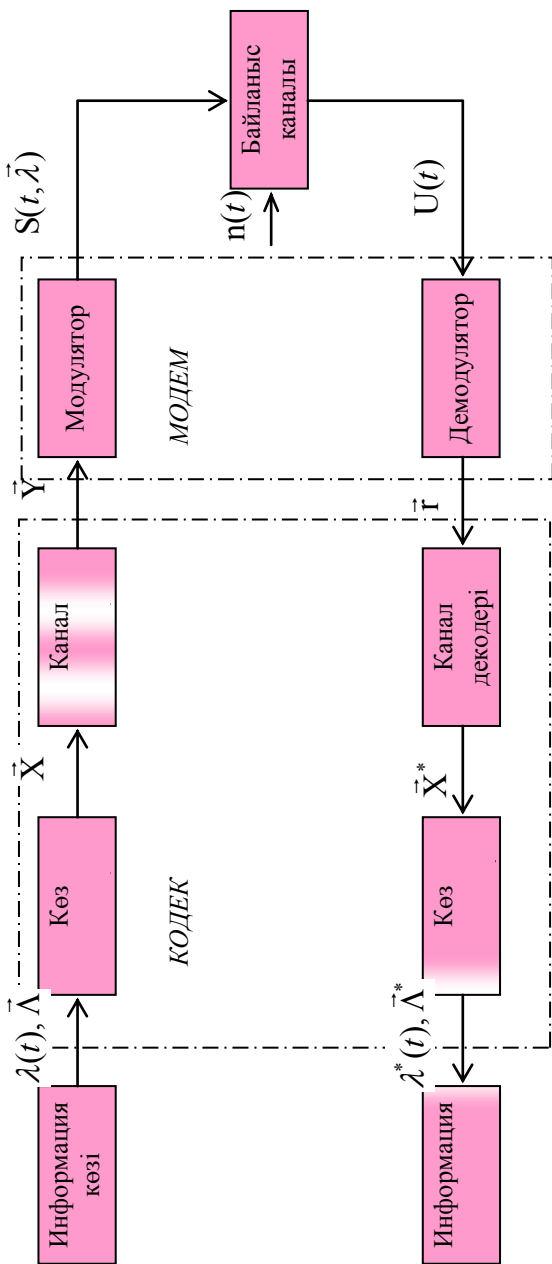 Информация
көзі
λ(t), Λ⃗
Көз
X⃗
Канал
Y⃗
Модулятор
S(t, λ⃗)
КОДЕК
МОДЕМ
n(t)
Байланыс
каналы
Информация
λ*(t), Λ⃗*
Көз
X⃗*
Канал
декодері
r⃗
Демодулятор
U(t)